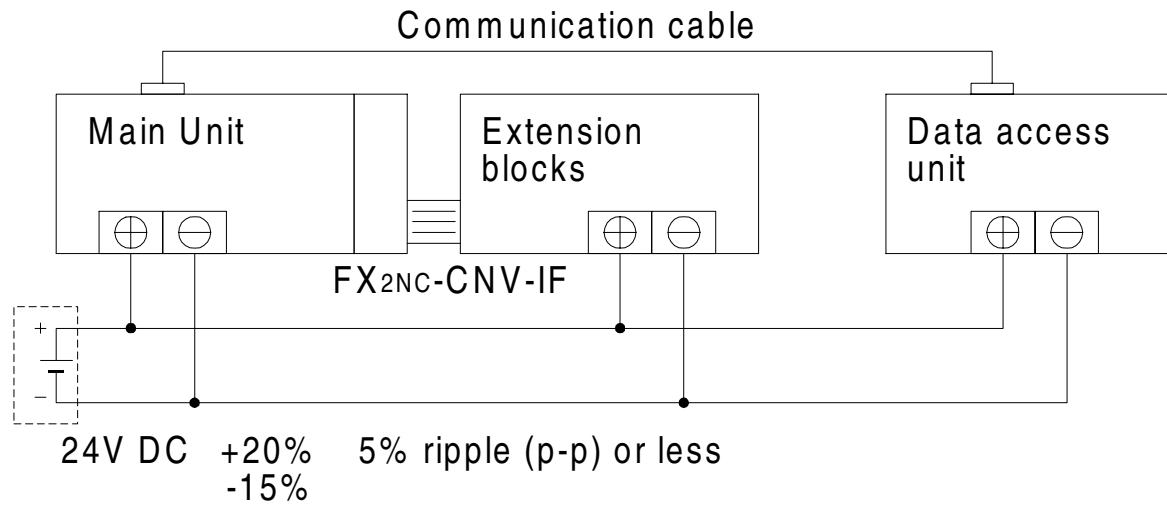 Communication cable
Main Unit
Extension
blocks
Data access
unit
FX2NC-CNV-IF
+
−
24V DC +20% 5% ripple (p-p) or less
-15%